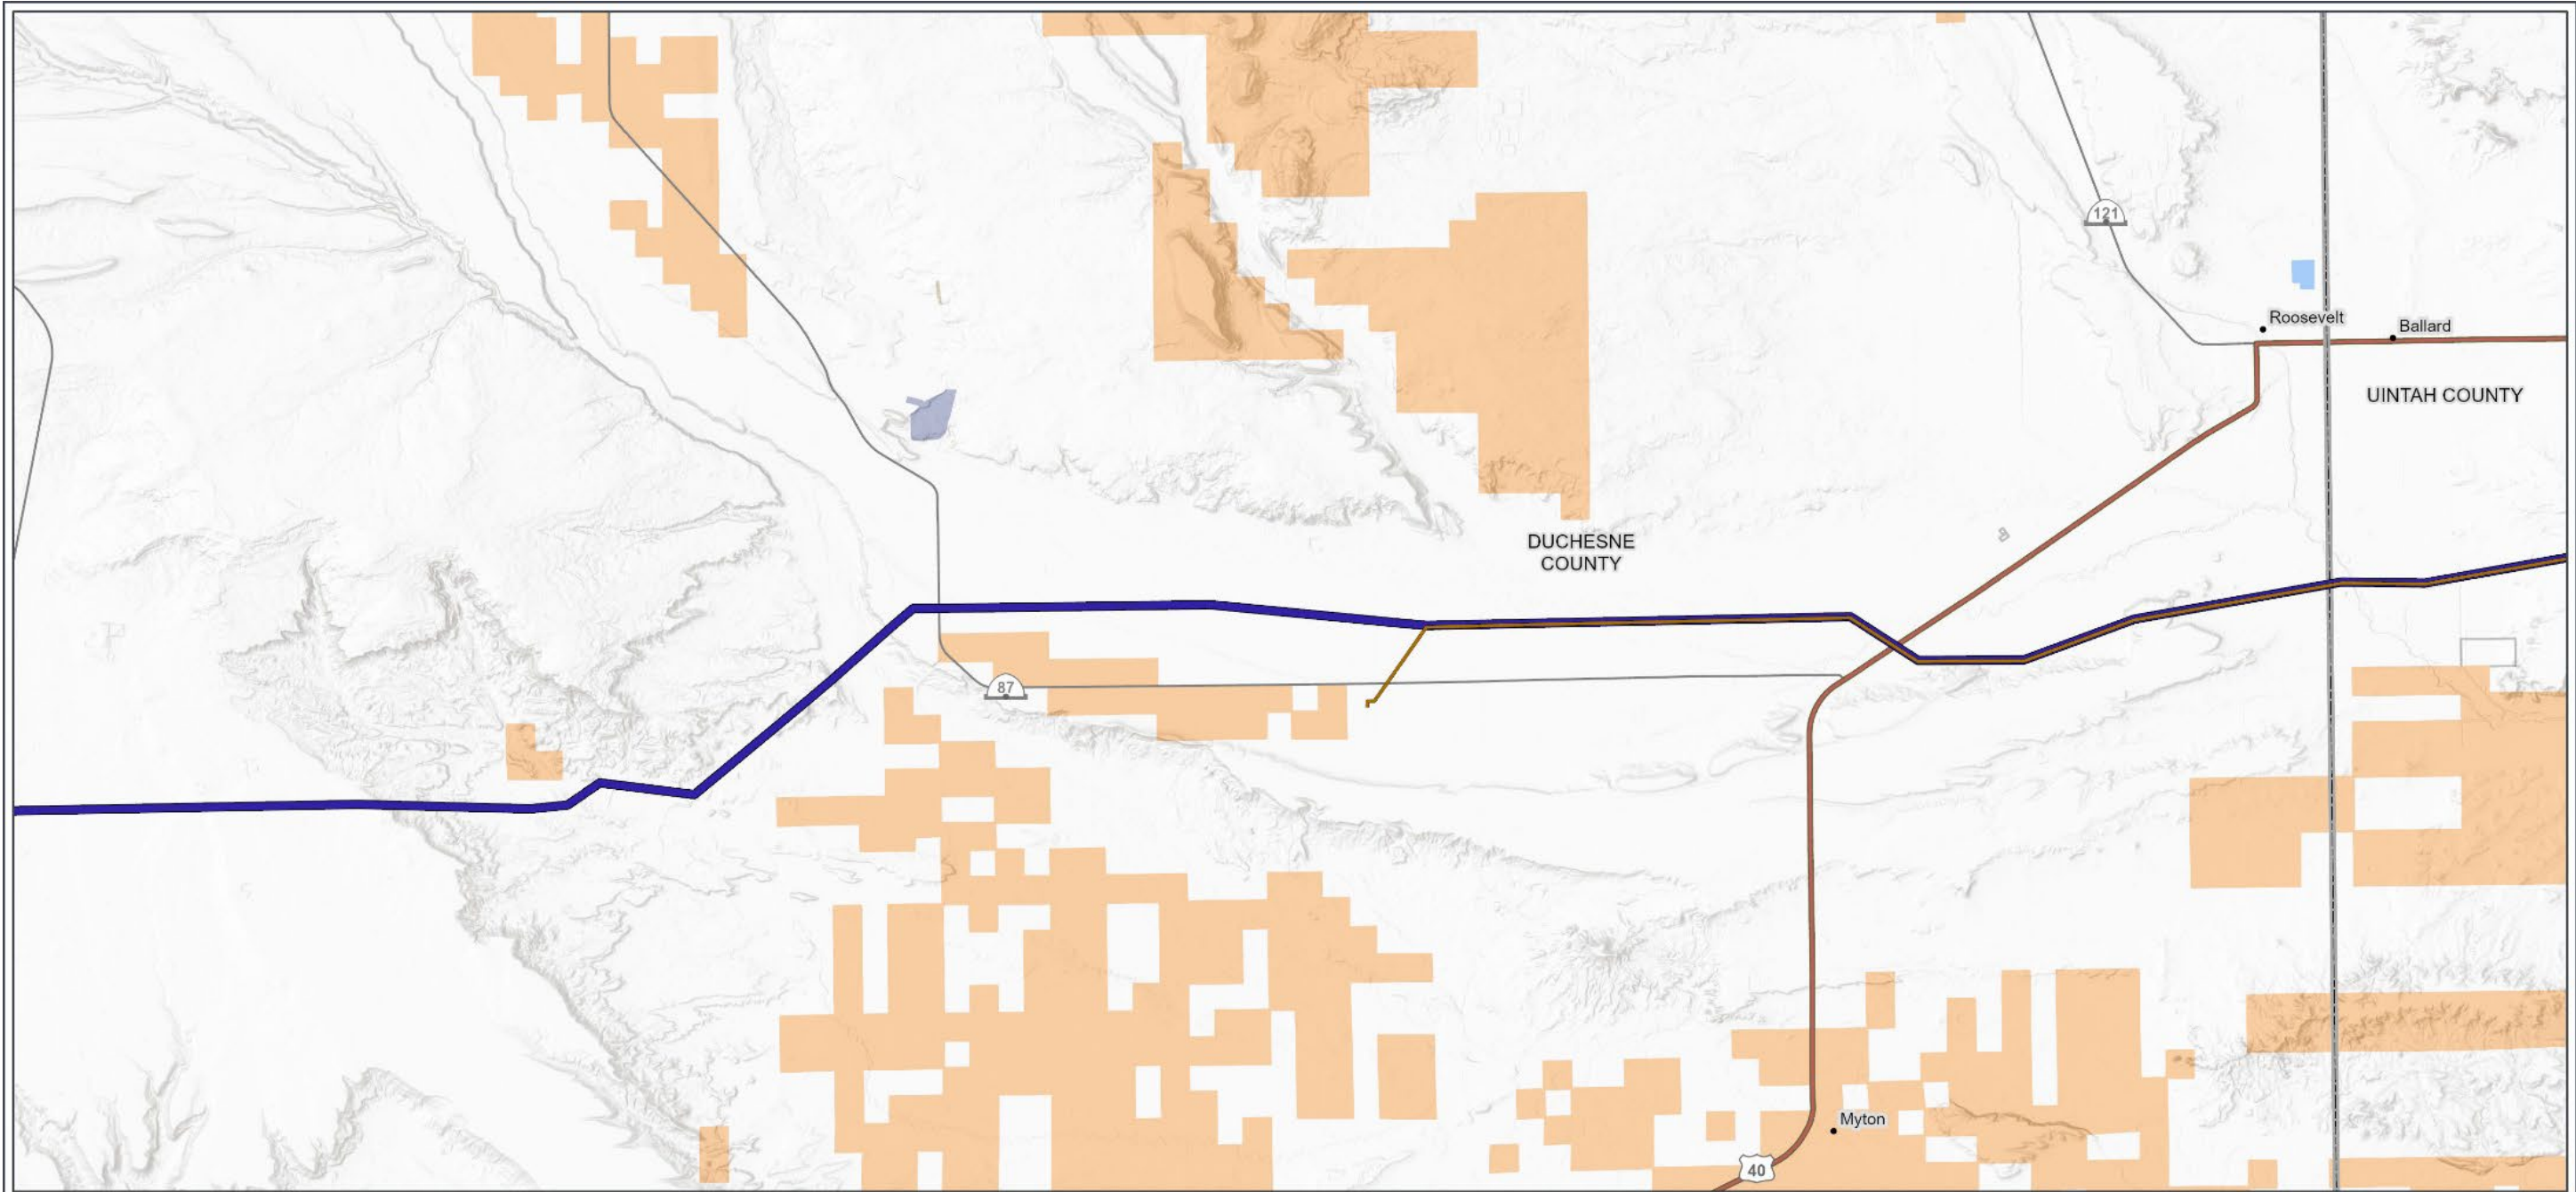 121
Roosevelt
Ballard
UINTAH COUNTY
DUCHESNE
COUNTY
87
Myton
40